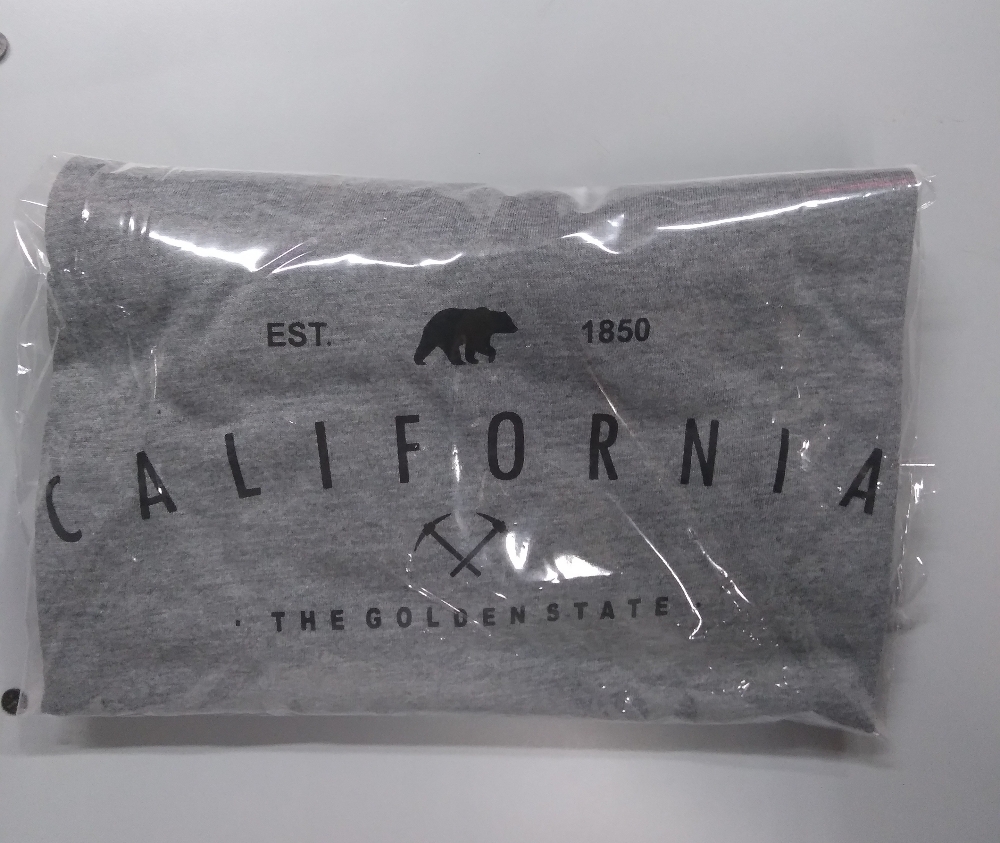 EST. 1850
CALIFORNIA
· THE GOLDEN STATE ·